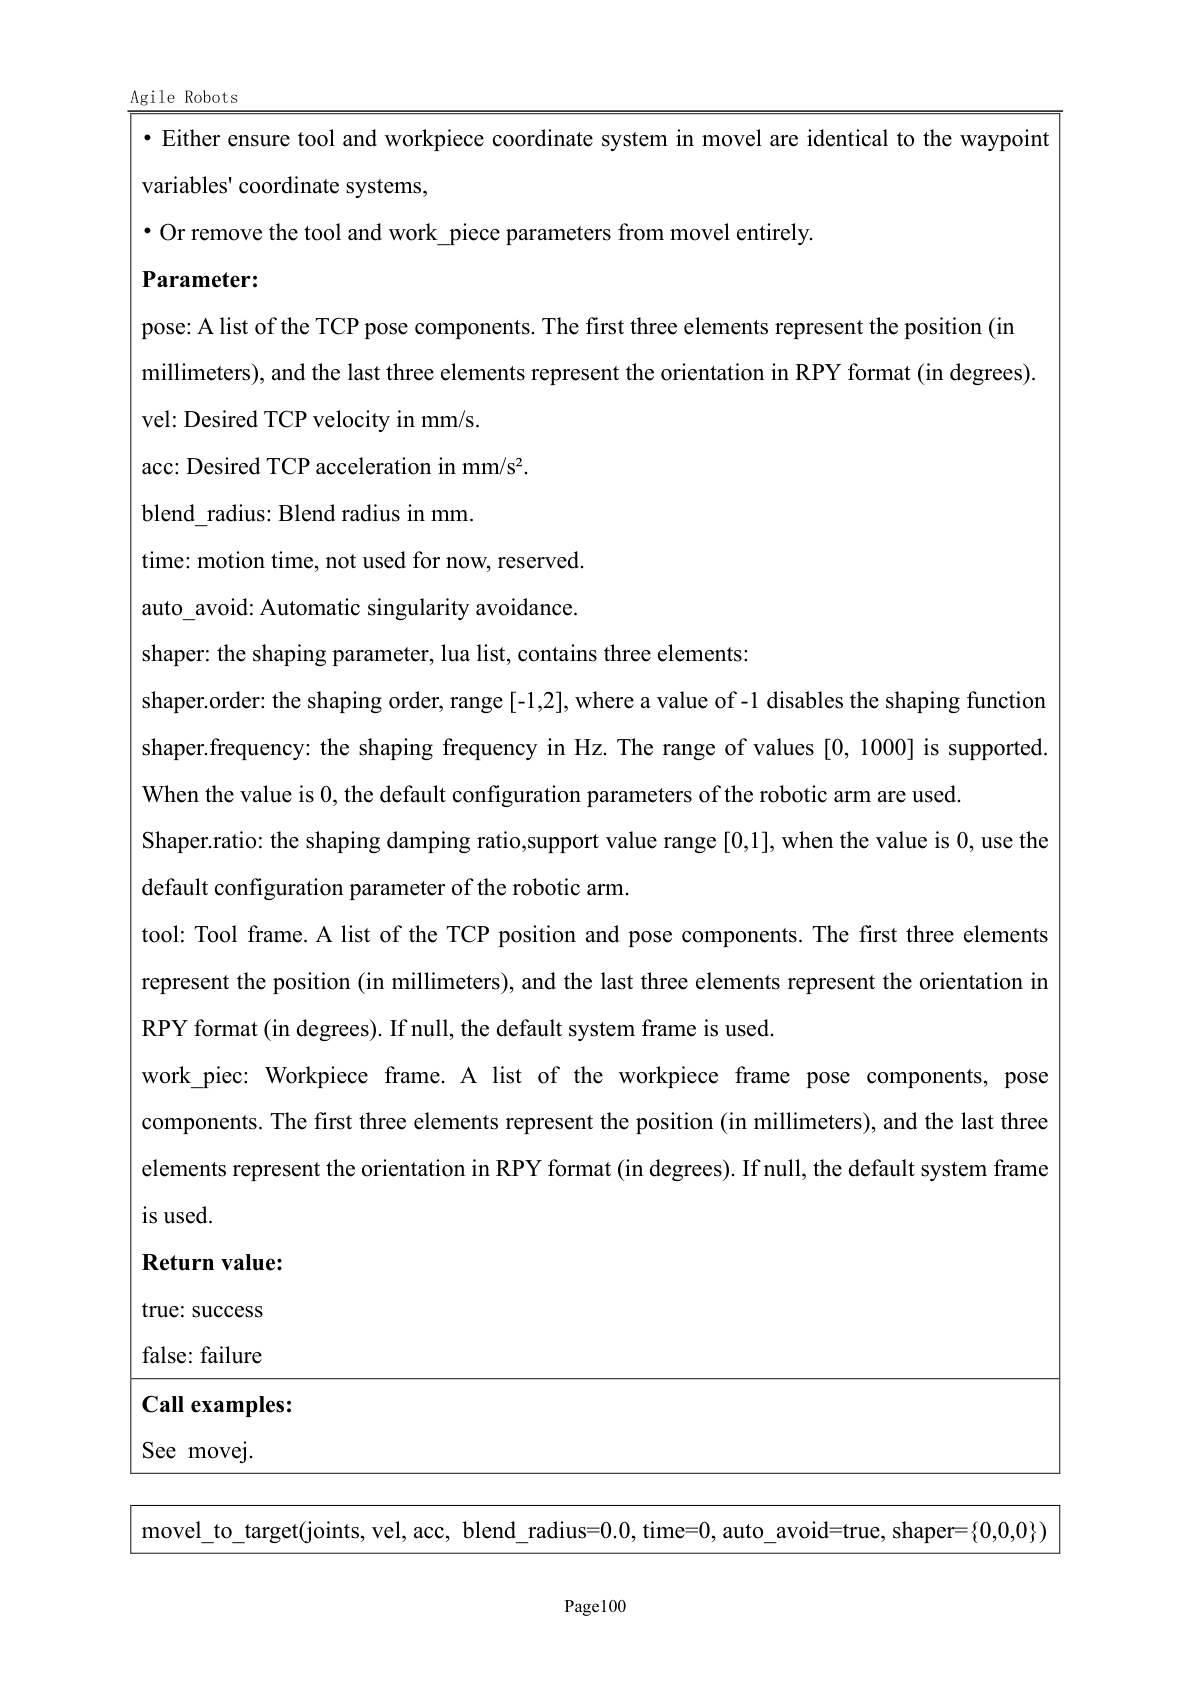 Agile Robots
• Either ensure tool and workpiece coordinate system in movel are identical to the waypoint
variables' coordinate systems,
• Or remove the tool and work_piece parameters from movel entirely.
Parameter:
pose: A list of the TCP pose components. The first three elements represent the position (in
millimeters), and the last three elements represent the orientation in RPY format (in degrees).
vel: Desired TCP velocity in mm/s.
acc: Desired TCP acceleration in mm/s².
blend_radius: Blend radius in mm.
time: motion time, not used for now, reserved.
auto_avoid: Automatic singularity avoidance.
shaper: the shaping parameter, lua list, contains three elements:
shaper.order: the shaping order, range [-1,2], where a value of -1 disables the shaping function
shaper.frequency: the shaping frequency in Hz. The range of values [0, 1000] is supported.
When the value is 0, the default configuration parameters of the robotic arm are used.
Shaper.ratio: the shaping damping ratio,support value range [0,1], when the value is 0, use the
default configuration parameter of the robotic arm.
tool: Tool frame. A list of the TCP position and pose components. The first three elements
represent the position (in millimeters), and the last three elements represent the orientation in
RPY format (in degrees). If null, the default system frame is used.
work_piec: Workpiece frame. A list of the workpiece frame pose components, pose
components. The first three elements represent the position (in millimeters), and the last three
elements represent the orientation in RPY format (in degrees). If null, the default system frame
is used.
Return value:
true: success
false: failure
Call examples:
See movej.
movel_to_target(joints, vel, acc, blend_radius=0.0, time=0, auto_avoid=true, shaper={0,0,0})
Page100